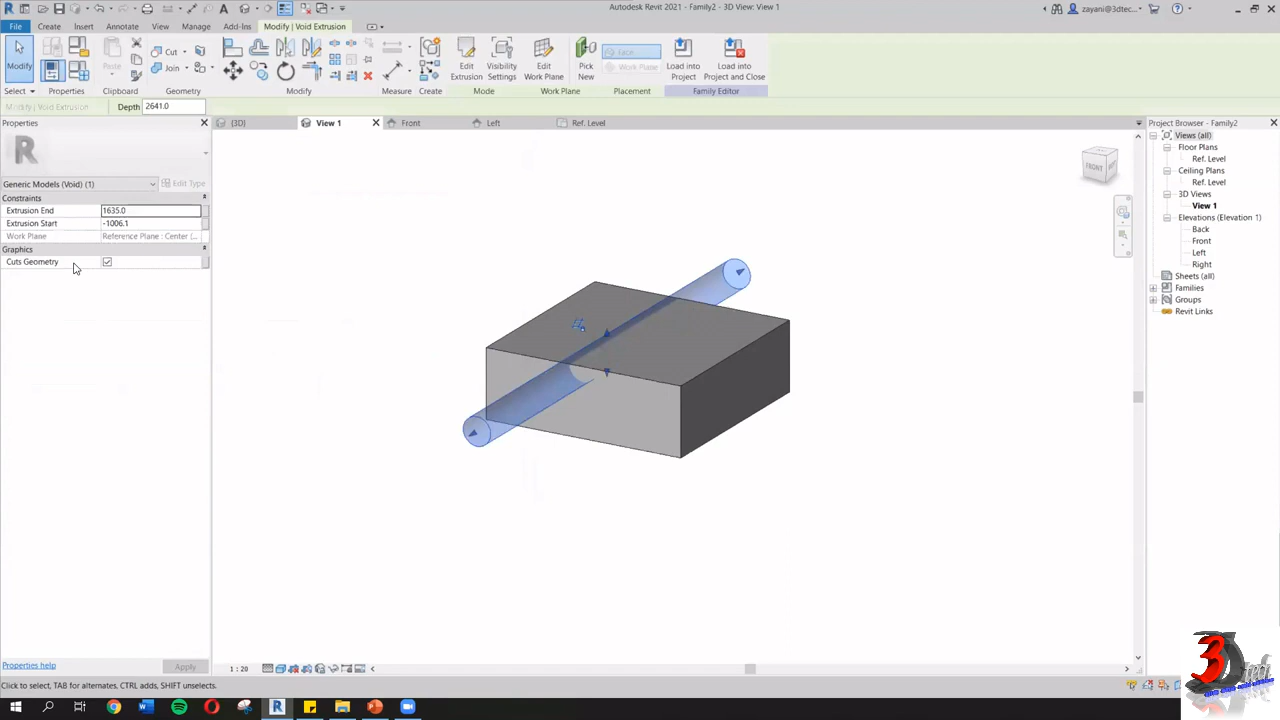 Autodesk Revit 2021 - Family2 - 3D View: View 1
zayani@3dtec...
File Create Insert Annotate View Manage Add-Ins Modify | Void Extrusion
Modify
Select
Properties
Paste
Clipboard
Cut
Join
Geometry
Modify
Measure
Create
Edit Extrusion
Visibility Settings
Mode
Edit Work Plane
Work Plane
Pick New
Face
Work Plane
Placement
Load into Project
Load into Project and Close
Family Editor
Modify | Void Extrusion Depth 2641.0
Properties
{3D} View 1 Front Left Ref. Level
Project Browser - Family2
R
Generic Models (Void) (1) Edit Type
Constraints
Extrusion End 1635.0
Extrusion Start -1006.1
Work Plane Reference Plane : Center (...
Graphics
Cuts Geometry
FRONT
Views (all)
Floor Plans
Ref. Level
Ceiling Plans
Ref. Level
3D Views
View 1
Elevations (Elevation 1)
Back
Front
Left
Right
Sheets (all)
Families
Groups
Revit Links
Properties help Apply
1 : 20
Click to select, TAB for alternates, CTRL adds, SHIFT unselects.